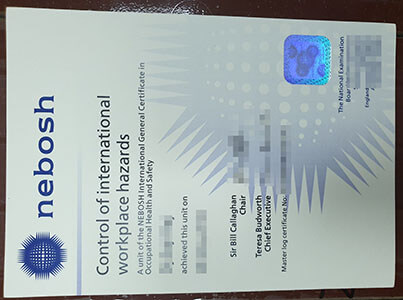 nebosh
Control of international
workplace hazards
A unit of the NEBOSH International General Certificate in
Occupational Health and Safety
achieved this unit on
Sir Bill Callaghan
Chair
Teresa Budworth
Chief Executive
Master log certificate No
The National Examination
Boar
England